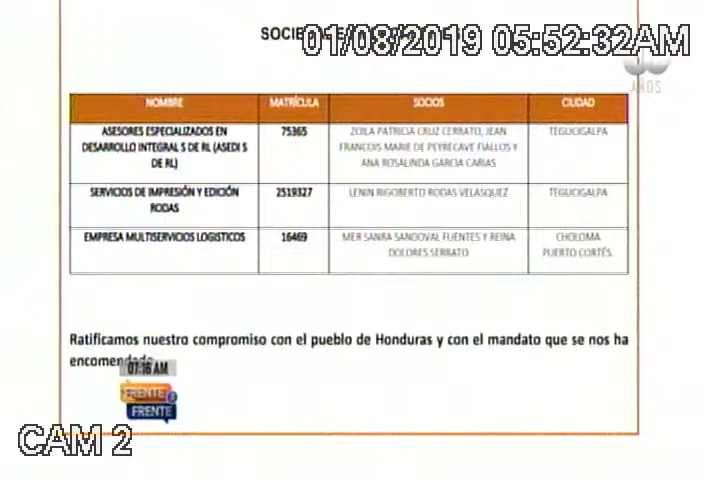 01/08/2019 05:52:32AM
AÑOS
NOMBRE MATRÍCULA SOCIOS CIUDAD
ASESORES ESPECIALIZADOS EN 75365 ZOILA PATRICIA CRUZ CERRATO, JEAN TEGUCIGALPA
DESARROLLO INTEGRAL S DE RL (ASEDI S FRANCOIS MARIE DE PEYRECAVE FIALLOS Y
DE RL) ANA ROSALINDA GARCIA CARIAS
SERVICIOS DE IMPRESIÓN Y EDICIÓN 2519327 LENIN RIGOBERTO RODAS VELASQUEZ TEGUCIGALPA
RODAS
EMPRESA MULTISERVICIOS LOGISTICOS 16469 MER SANRA SANDOVAL FUENTES Y REINA CHOLOMA
DOLORES SERRATO PUERTO CORTÉS.
Ratificamos nuestro compromiso con el pueblo de Honduras y con el mandato que se nos ha
encomendado
07:16 AM
FRENTE a
FRENTE
CAM 2